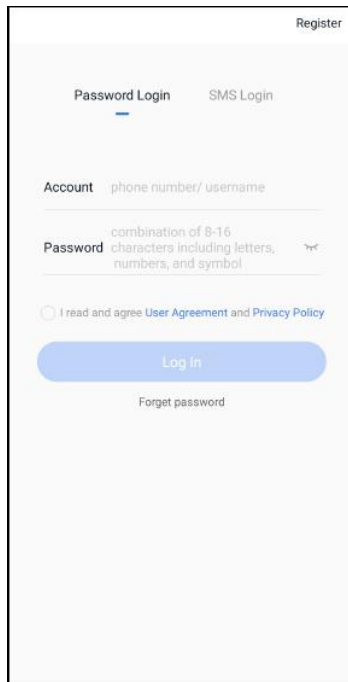 Register
Password Login SMS Login
Account phone number/ username
Password combination of 8-16
characters including letters,
numbers, and symbol
I read and agree User Agreement and Privacy Policy
Log In
Forget password